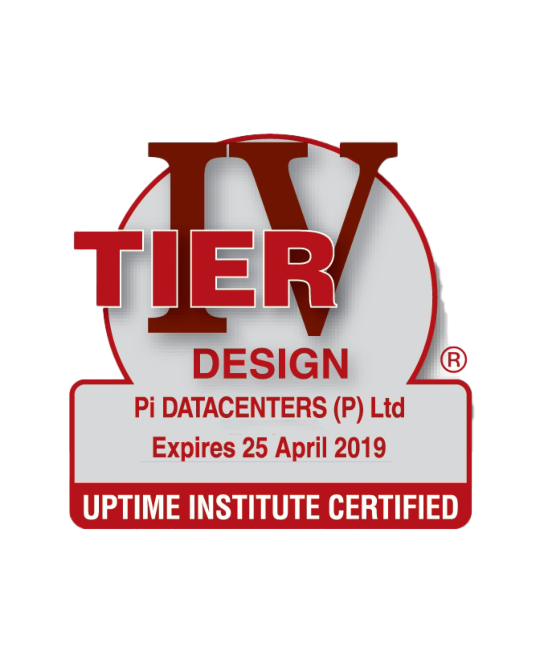 IV
TIER
DESIGN
®
Pi DATACENTERS (P) Ltd
Expires 25 April 2019
UPTIME INSTITUTE CERTIFIED